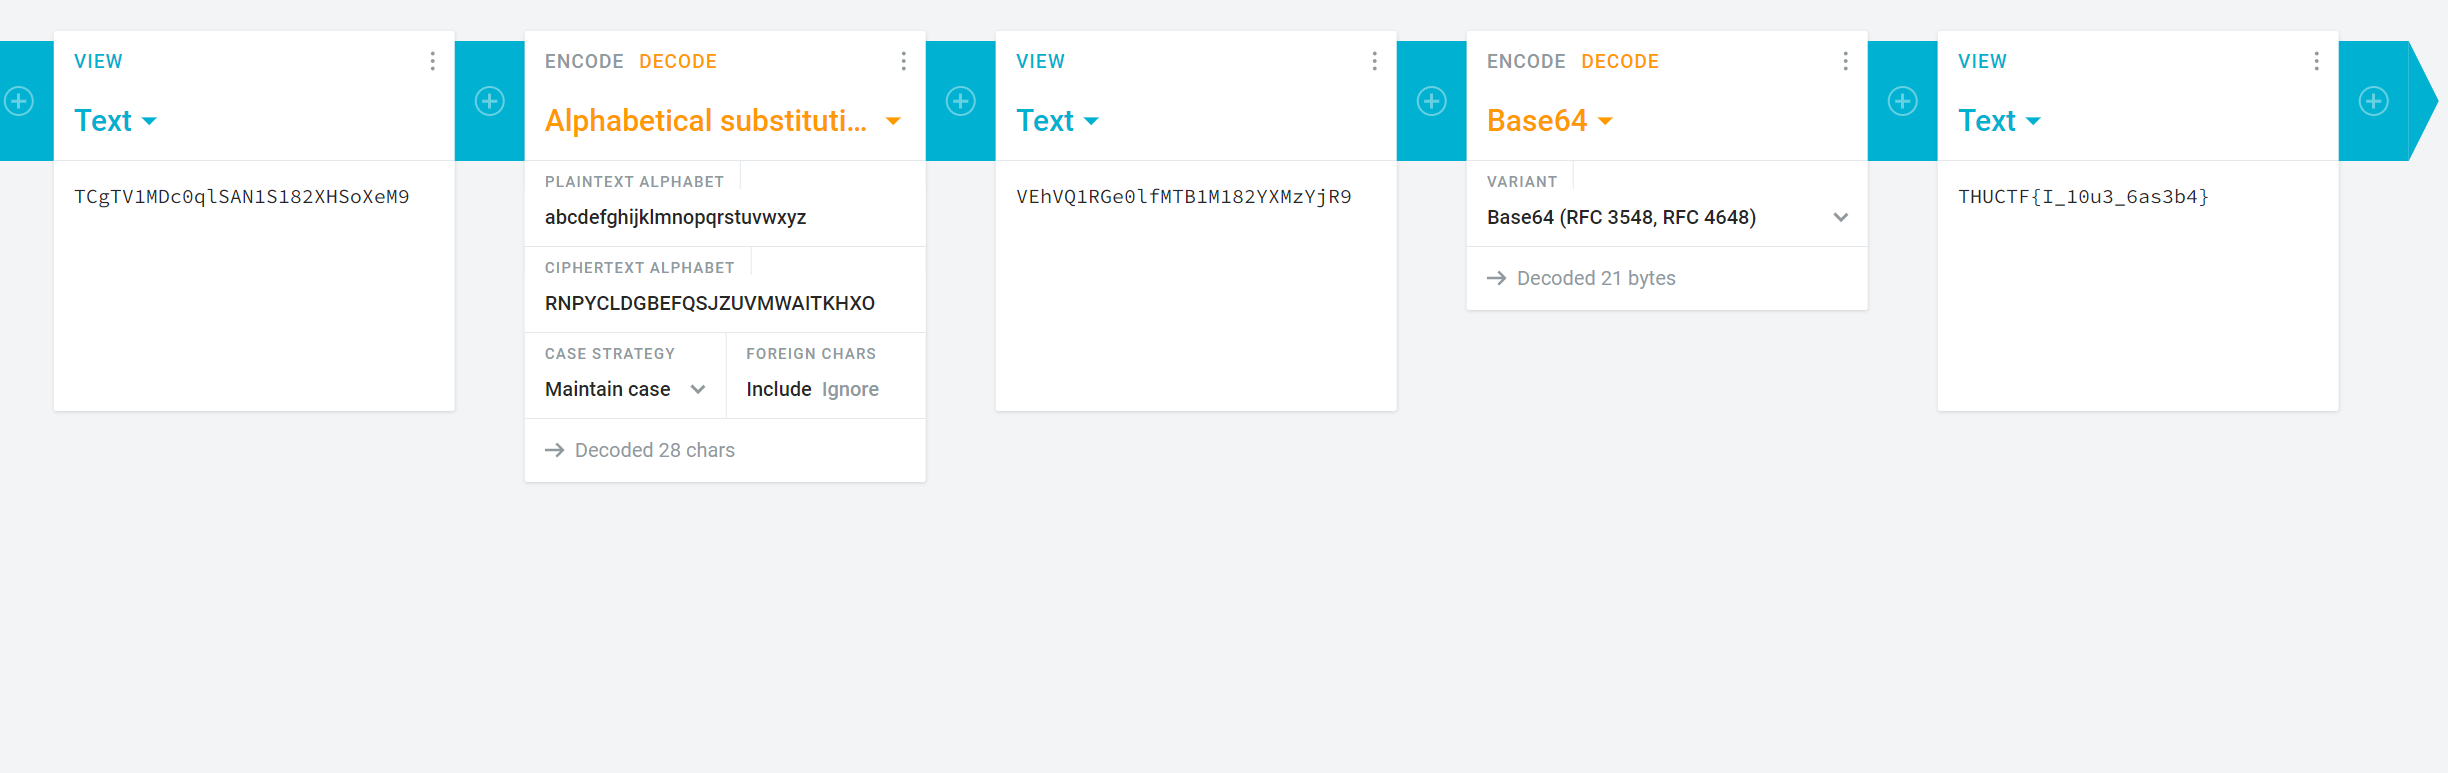 VIEW
Text
TCgTV1MDc0qlSAN1S182XHSoXeM9
ENCODE DECODE
Alphabetical substituti...
PLAINTEXT ALPHABET
abcdefghijklmnopqrstuvwxyz
CIPHERTEXT ALPHABET
RNPYCLDGBEFQSJZUVMWAITKHXO
CASE STRATEGY
Maintain case
FOREIGN CHARS
Include Ignore
Decoded 28 chars
VIEW
Text
VEhVQ1RGe0lfMTB1M182YXMzYjR9
ENCODE DECODE
Base64
VARIANT
Base64 (RFC 3548, RFC 4648)
Decoded 21 bytes
VIEW
Text
THUCTF{I_10u3_6as3b4}